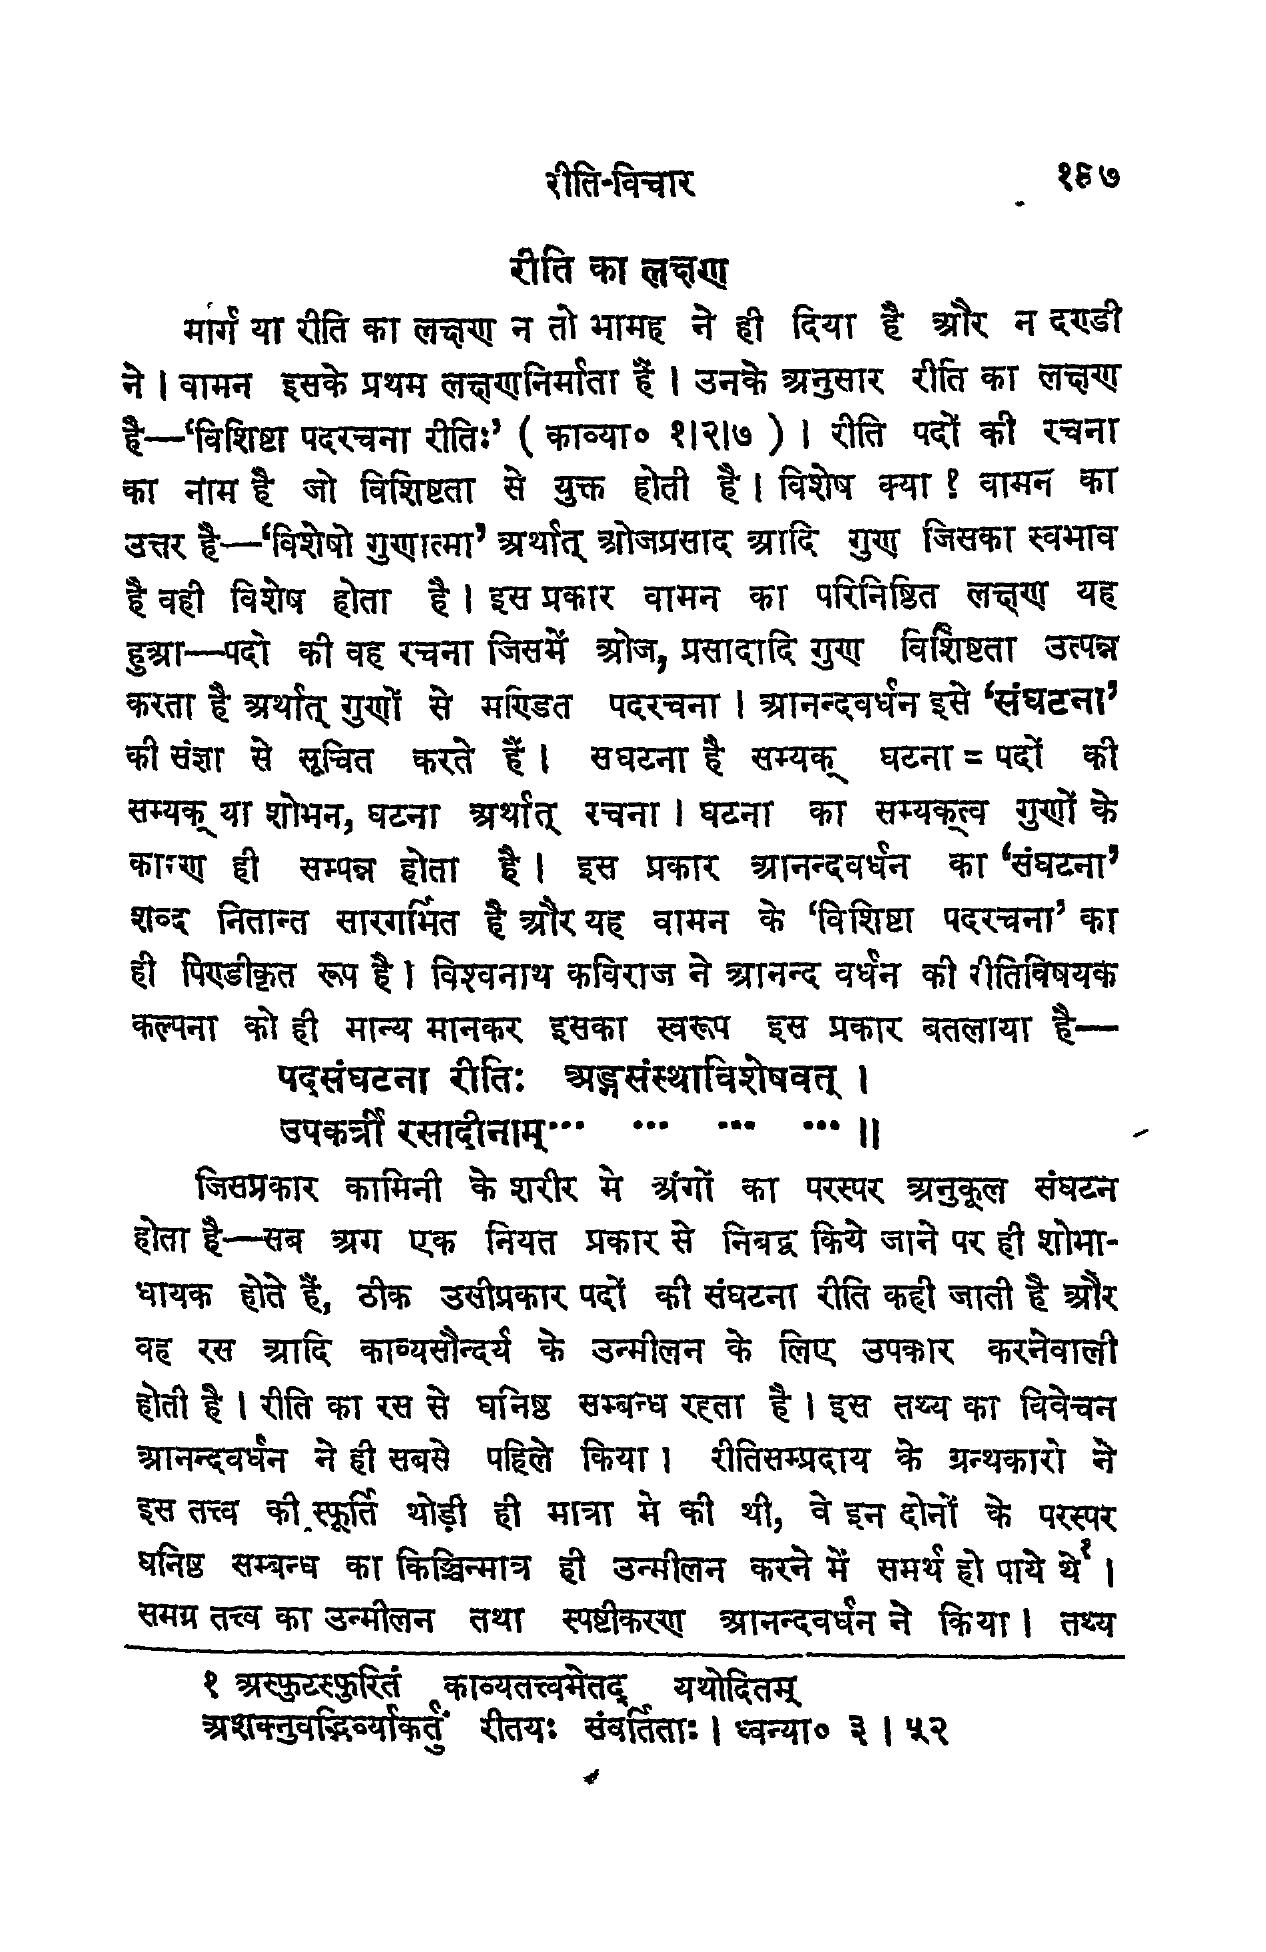 रीति-विचार १९७
रीति का लक्षण
मार्ग या रीति का लक्षण न तो भामह ने ही दिया है और न दण्डी
ने । वामन इसके प्रथम लक्षणनिर्माता हैं । उनके अनुसार रीति का लक्षण
है—‘विशिष्टा पदरचना रीतिः’ ( काव्या० १।२।७ ) । रीति पदों की रचना
का नाम है जो विशिष्टता से युक्त होती है । विशेष क्या ? वामन का
उत्तर है—‘विशेषो गुणात्मा’ अर्थात् ओजप्रसाद आदि गुण जिसका स्वभाव
है वही विशेष होता है । इस प्रकार वामन का परिनिष्ठित लक्षण यह
हुआ—पदो की वह रचना जिसमें ओज, प्रसादादि गुण विशिष्टता उत्पन्न
करता है अर्थात् गुणों से मण्डित पदरचना । आनन्दवर्धन इसे ‘संघटना’
की संज्ञा से सूचित करते हैं । सघटना है सम्यक् घटना = पदों की
सम्यक् या शोभन, घटना अर्थात् रचना । घटना का सम्यक्त्व गुणों के
कारण ही सम्पन्न होता है । इस प्रकार आनन्दवर्धन का ‘संघटना’
शब्द नितान्त सारगर्भित है और यह वामन के ‘विशिष्टा पदरचना’ का
ही पिण्डीकृत रूप है । विश्वनाथ कविराज ने आनन्द वर्धन की रीतिविषयक
कल्पना को ही मान्य मानकर इसका स्वरूप इस प्रकार बतलाया है—
पद्संघटना रीतिः अङ्गसंस्थाविशेषवत् ।
उपकर्त्री रसादीनाम्··· ··· ··· ··· ॥
जिसप्रकार कामिनी के शरीर मे अंगों का परस्पर अनुकूल संघटन
होता है—सब अग एक नियत प्रकार से निबद्व किये जाने पर ही शोभा-
धायक होते हैं, ठीक उसीप्रकार पदों की संघटना रीति कही जाती है और
वह रस आदि काव्यसौन्दर्य के उन्मीलन के लिए उपकार करनेवाली
होती है । रीति का रस से घनिष्ठ सम्बन्ध रहता है । इस तथ्य का विवेचन
आनन्दवर्धन ने ही सबसे पहिले किया । रीतिसम्प्रदाय के ग्रन्थकारो ने
इस तत्त्व की स्फूर्ति थोड़ी ही मात्रा मे की थी, वे इन दोनों के परस्पर
घनिष्ठ सम्बन्ध का किञ्चिन्मात्र ही उन्मीलन करने में समर्थ हो पाये थे१ ।
समग्र तत्त्व का उन्मीलन तथा स्पष्टीकरण आनन्दवर्धन ने किया । तथ्य
१ अस्फुटस्फुरितं काव्यतत्त्वमेतद् यथोदितम्
अशक्नुवद्भिर्व्याकर्तुं रीतयः संवर्तिताः । ध्वन्या० ३ । ५२